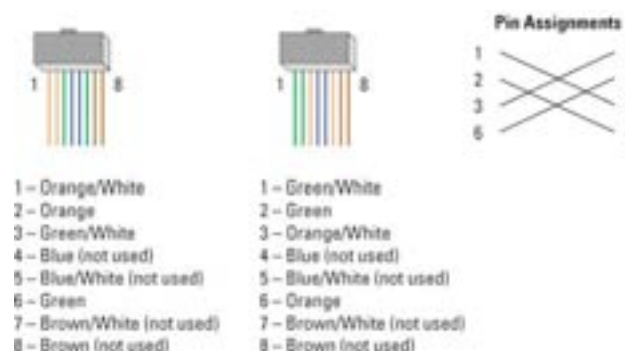 Pin Assignments
1 8
1 8
1
2
3
6
1 – Orange/White
2 – Orange
3 – Green/White
4 – Blue (not used)
5 – Blue/White (not used)
6 – Green
7 – Brown/White (not used)
8 – Brown (not used)
1 – Green/White
2 – Green
3 – Orange/White
4 – Blue (not used)
5 – Blue/White (not used)
6 – Orange
7 – Brown/White (not used)
8 – Brown (not used)